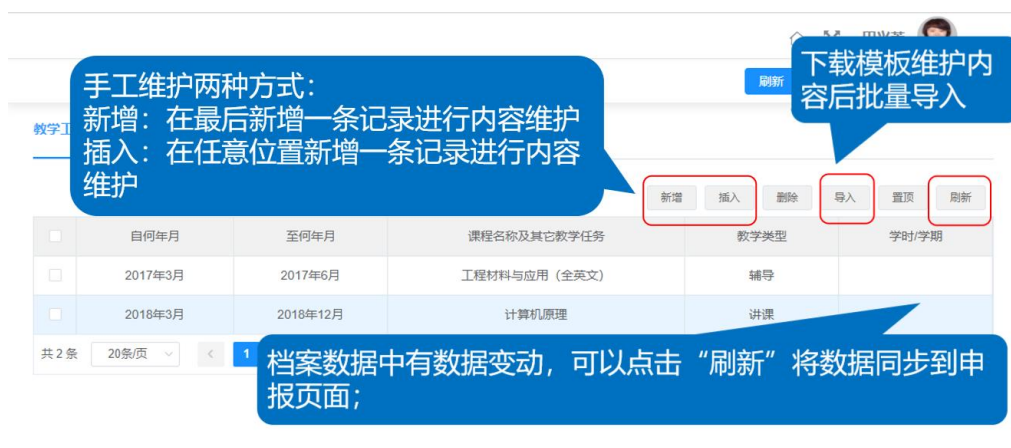 下载模板维护内
容后批量导入
刷新
手工维护两种方式：
新增：在最后新增一条记录进行内容维护
插入：在任意位置新增一条记录进行内容
维护
教学工
新增 插入 删除 导入 置顶 刷新
自何年月 至何年月 课程名称及其它教学任务 教学类型 学时/学期
2017年3月 2017年6月 工程材料与应用（全英文） 辅导
2018年3月 2018年12月 计算机原理 讲课
共2条 20条/页 < 1
档案数据中有数据变动，可以点击“刷新”将数据同步到申
报页面；